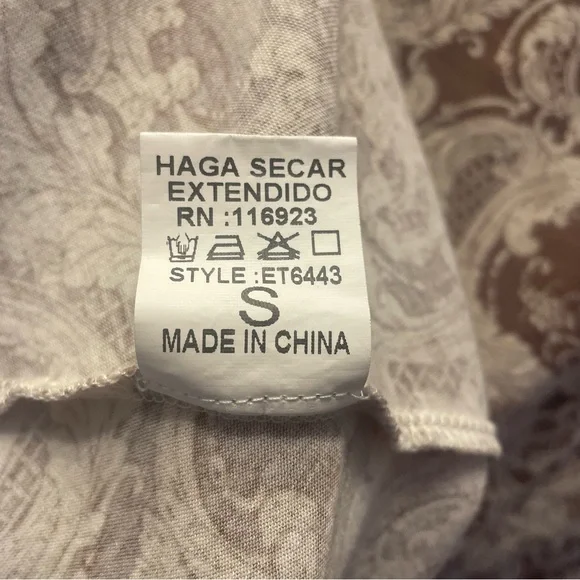 HAGA SECAR
EXTENDIDO
RN :116923
STYLE :ET6443
S
MADE IN CHINA